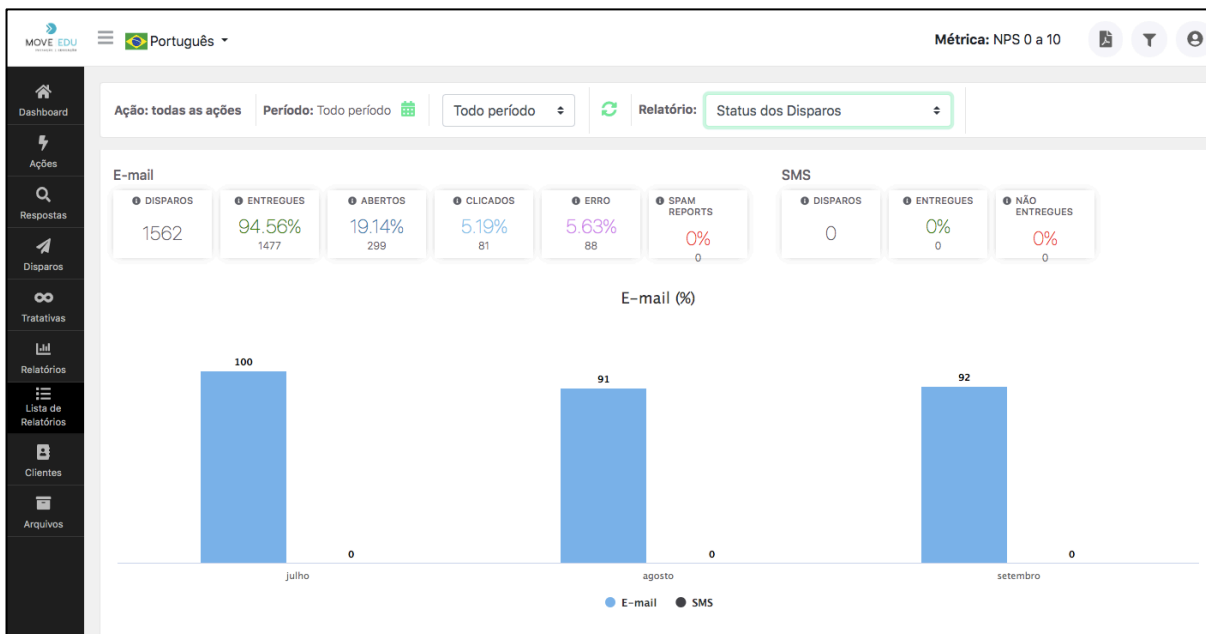 MOVE EDU
Português
Métrica: NPS 0 a 10
Dashboard
Ações
Respostas
Disparos
Tratativas
Relatórios
Lista de
Relatórios
Clientes
Arquivos
Ação: todas as ações
Período: Todo período
Todo período
Relatório:
Status dos Disparos
E-mail
DISPAROS
1562
ENTREGUES
94.56%
1477
ABERTOS
19.14%
299
CLICADOS
5.19%
81
ERRO
5.63%
88
SPAM
REPORTS
0%
0
SMS
DISPAROS
0
ENTREGUES
0%
0
NÃO
ENTREGUES
0%
0
E-mail (%)
100
0
91
0
92
0
julho
agosto
setembro
E-mail
SMS